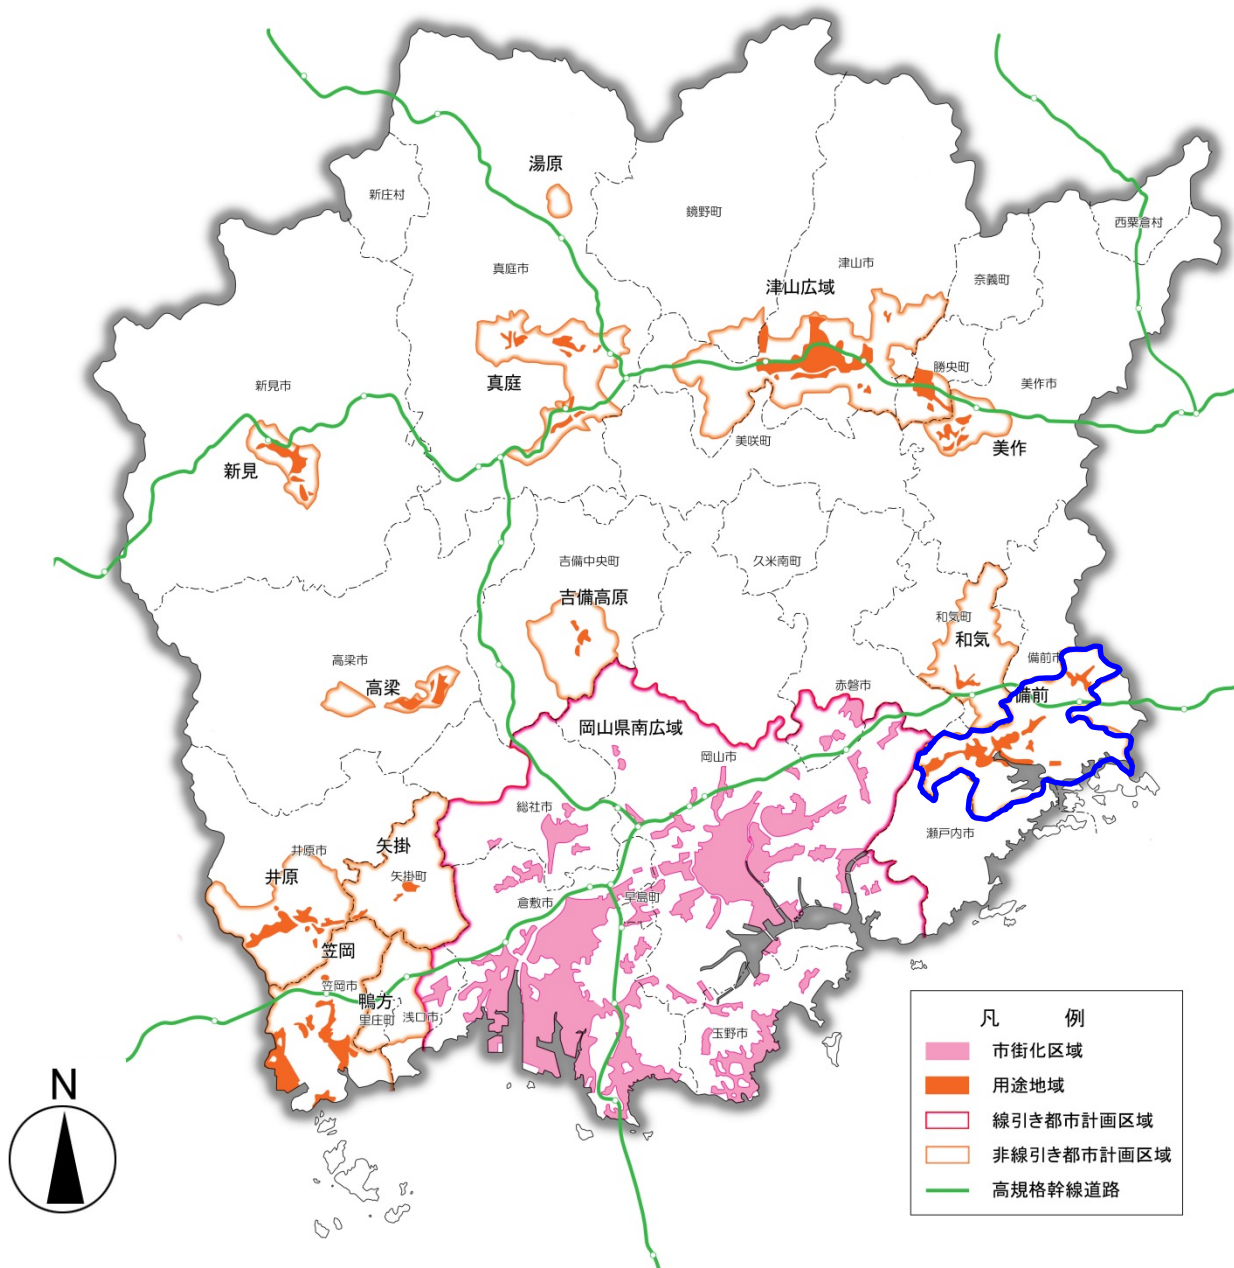 湯原
新庄村
鏡野町
西粟倉村
真庭市
津山市
奈義町
津山広域
新見市
真庭
勝央町
美作市
美咲町
美作
新見
吉備中央町
久米南町
吉備高原
和気町
和気
高梁市
高梁
備前市
赤磐市
備前
岡山県南広域
岡山市
総社市
瀬戸内市
矢掛
井原市
井原
矢掛町
倉敷市
早島町
笠岡
笠岡市
鴨方
里庄町
浅口市
玉野市
凡 例
市街化区域
用途地域
線引き都市計画区域
非線引き都市計画区域
高規格幹線道路
N